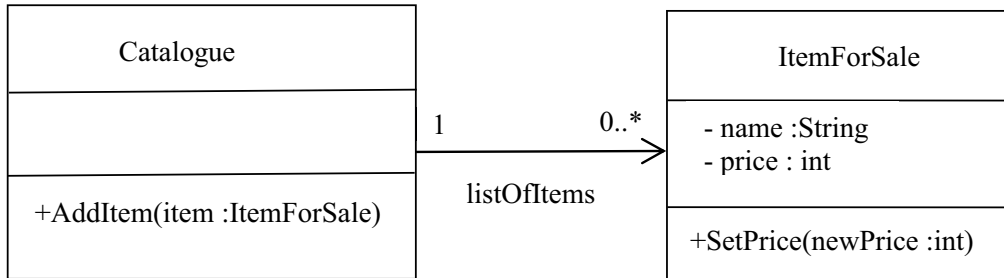 Catalogue
+AddItem(item :ItemForSale)
1
0..*
listOfItems
ItemForSale
- name :String
- price : int
+SetPrice(newPrice :int)